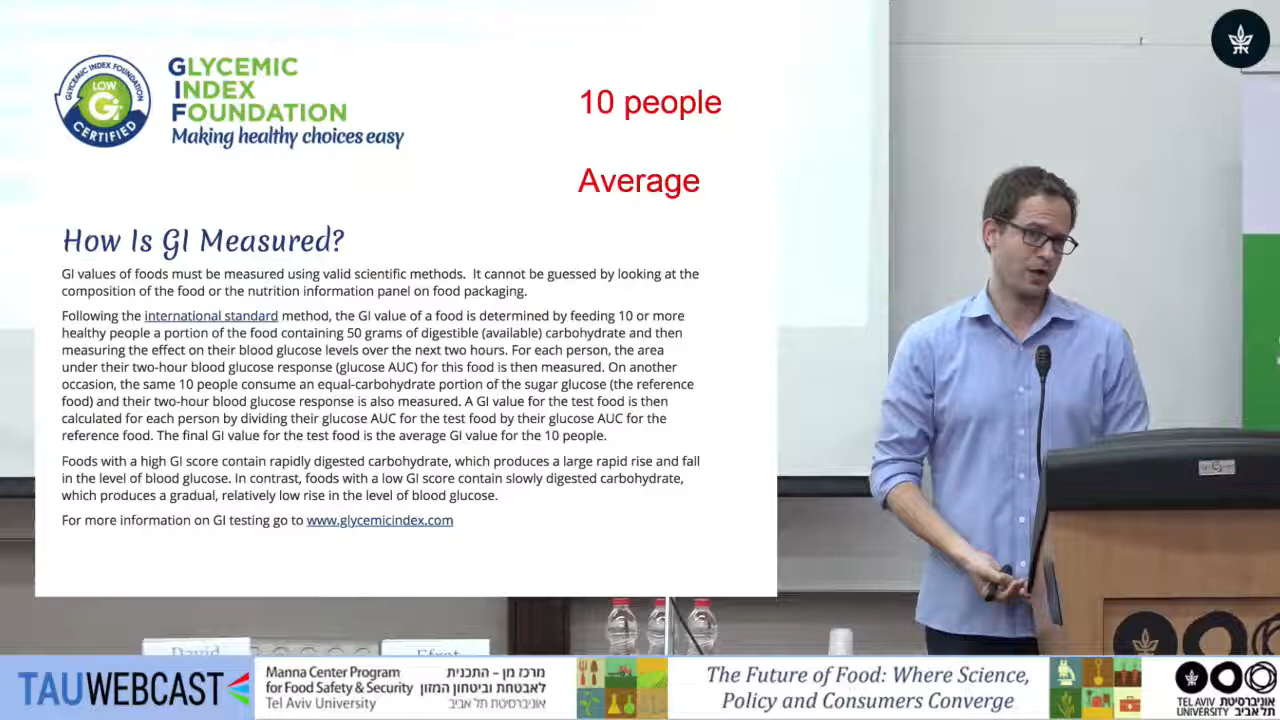 GLYCEMIC INDEX FOUNDATION
LOW
Gi
CERTIFIED
GLYCEMIC
INDEX
FOUNDATION
Making healthy choices easy
10 people
Average
How Is GI Measured?
GI values of foods must be measured using valid scientific methods. It cannot be guessed by looking at the
composition of the food or the nutrition information panel on food packaging.
Following the international standard method, the GI value of a food is determined by feeding 10 or more
healthy people a portion of the food containing 50 grams of digestible (available) carbohydrate and then
measuring the effect on their blood glucose levels over the next two hours. For each person, the area
under their two-hour blood glucose response (glucose AUC) for this food is then measured. On another
occasion, the same 10 people consume an equal-carbohydrate portion of the sugar glucose (the reference
food) and their two-hour blood glucose response is also measured. A GI value for the test food is then
calculated for each person by dividing their glucose AUC for the test food by their glucose AUC for the
reference food. The final GI value for the test food is the average GI value for the 10 people.
Foods with a high GI score contain rapidly digested carbohydrate, which produces a large rapid rise and fall
in the level of blood glucose. In contrast, foods with a low GI score contain slowly digested carbohydrate,
which produces a gradual, relatively low rise in the level of blood glucose.
For more information on GI testing go to www.glycemicindex.com
David
Efrat
TAUWEBCAST
Manna Center Program
for Food Safety & Security
Tel Aviv University
מרכז מן – התכנית
לאבטחת וביטחון המזון
אוניברסיטת תל אביב
The Future of Food: Where Science,
Policy and Consumers Converge
TEL AVIV אוניברסיטת
UNIVERSITY תל אביב